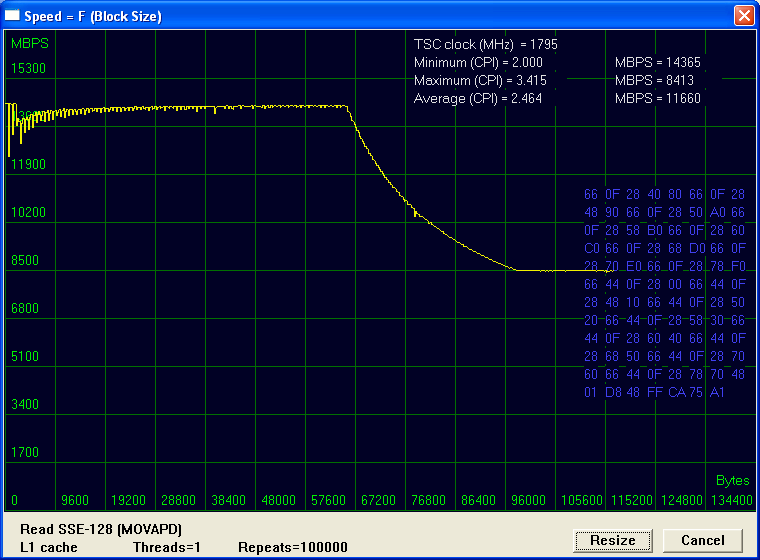 Speed = F (Block Size)
MBPS
TSC clock (MHz) = 1795
Minimum (CPI) = 2.000 MBPS = 14365
Maximum (CPI) = 3.415 MBPS = 8413
Average (CPI) = 2.464 MBPS = 11660
15300
11900
10200
8500
6800
5100
3400
1700
66 0F 28 40 80 66 0F 28
48 90 66 0F 28 50 A0 66
0F 28 58 B0 66 0F 28 60
C0 66 0F 28 68 D0 66 0F
28 70 E0 66 0F 28 78 F0
66 44 0F 28 00 66 44 0F
28 48 10 66 44 0F 28 50
20 66 44 0F 28 58 30 66
44 0F 28 60 40 66 44 0F
28 68 50 66 44 0F 28 70
60 66 44 0F 28 78 70 48
01 D8 48 FF CA 75 A1
Bytes
0 9600 19200 28800 38400 48000 57600 67200 76800 86400 96000 105600 115200 124800 134400
Read SSE-128 (MOVAPD)
L1 cache Threads=1 Repeats=100000
Resize Cancel